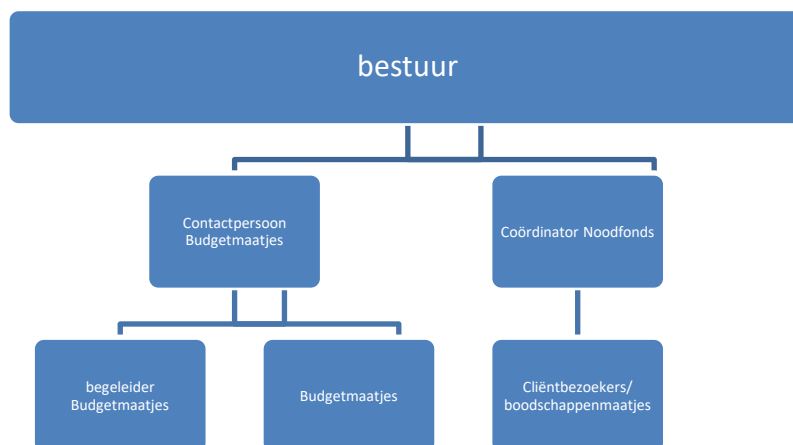 bestuur
Contactpersoon
Budgetmaatjes
Coördinator Noodfonds
begeleider
Budgetmaatjes
Budgetmaatjes
Cliëntbezoekers/
boodschappenmaatjes